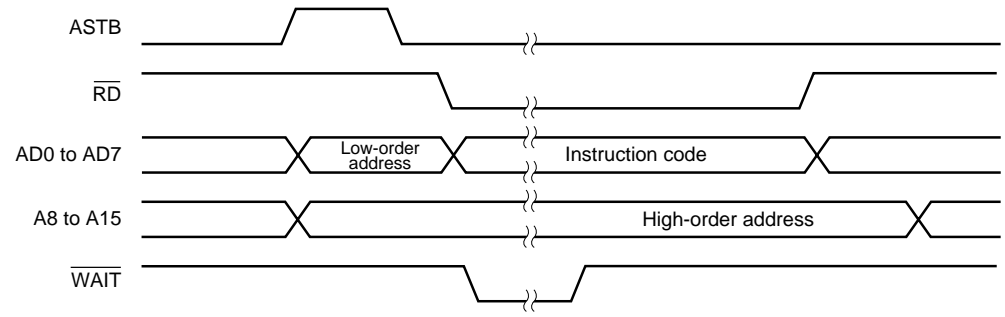 ASTB
RD
AD0 to AD7
Low-order
address
Instruction code
A8 to A15
High-order address
WAIT